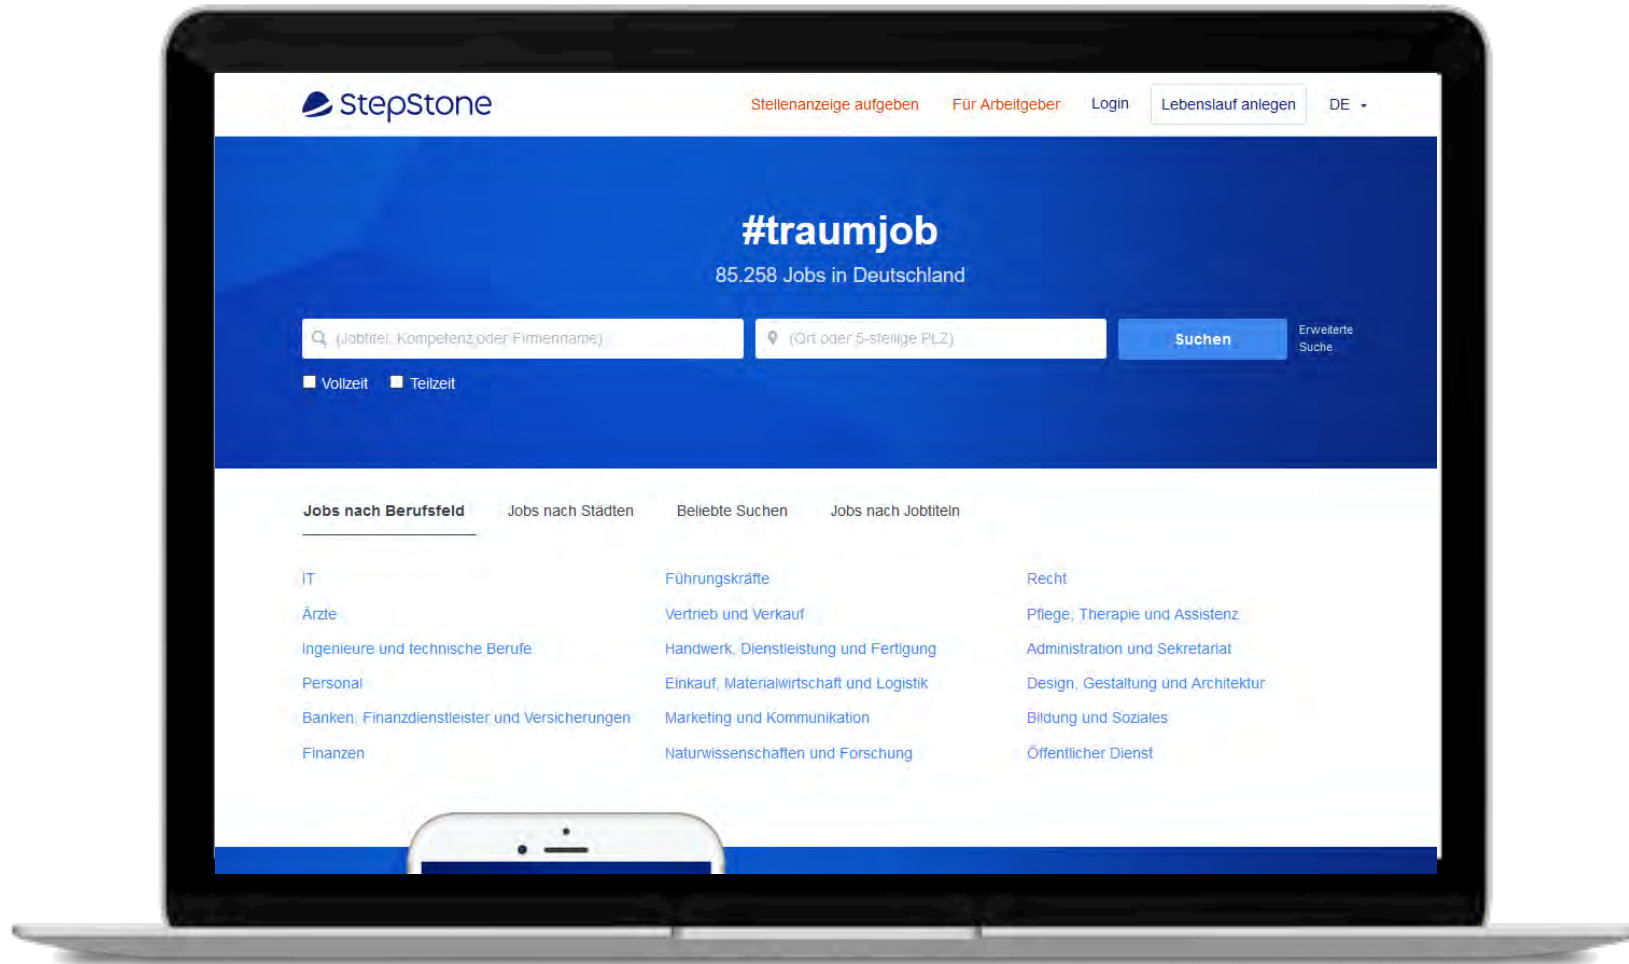 StepStone
Stellenanzeige aufgeben Für Arbeitgeber Login Lebenslauf anlegen DE
#traumjob
85.258 Jobs in Deutschland
(Jobtitel, Kompetenz oder Firmenname) (Ort oder 5-stellige PLZ) Suchen Erweiterte
Suche
Vollzeit Teilzeit
Jobs nach Berufsfeld Jobs nach Städten Beliebte Suchen Jobs nach Jobtiteln
IT Führungskräfte Recht
Ärzte Vertrieb und Verkauf Pflege, Therapie und Assistenz
Ingenieure und technische Berufe Handwerk, Dienstleistung und Fertigung Administration und Sekretariat
Personal Einkauf, Materialwirtschaft und Logistik Design, Gestaltung und Architektur
Banken, Finanzdienstleister und Versicherungen Marketing und Kommunikation Bildung und Soziales
Finanzen Naturwissenschaften und Forschung Öffentlicher Dienst